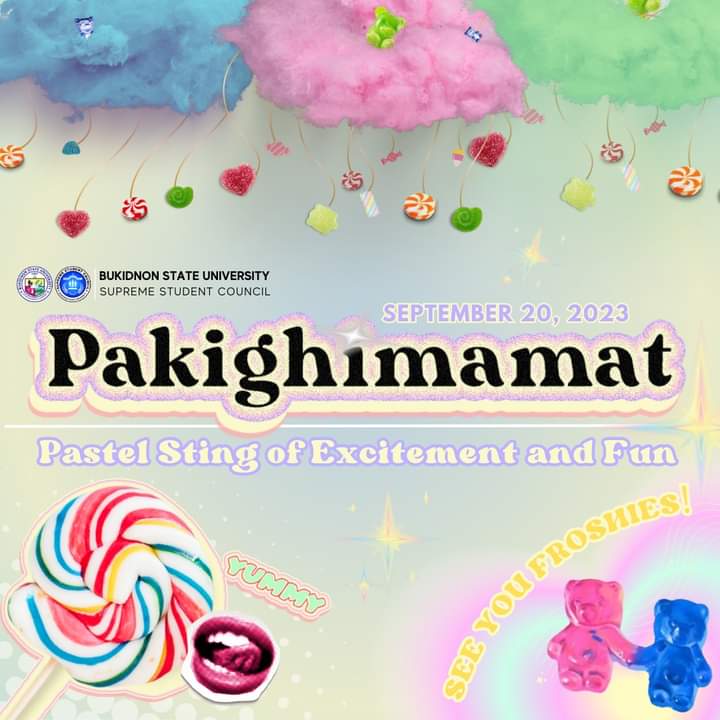 BUKIDNON STATE UNIVERSITY
SUPREME STUDENT COUNCIL
SEPTEMBER 20, 2023
Pakighimamat
Pastel Sting of Excitement and Fun
YUMMY
SEE YOU FROSHIES!